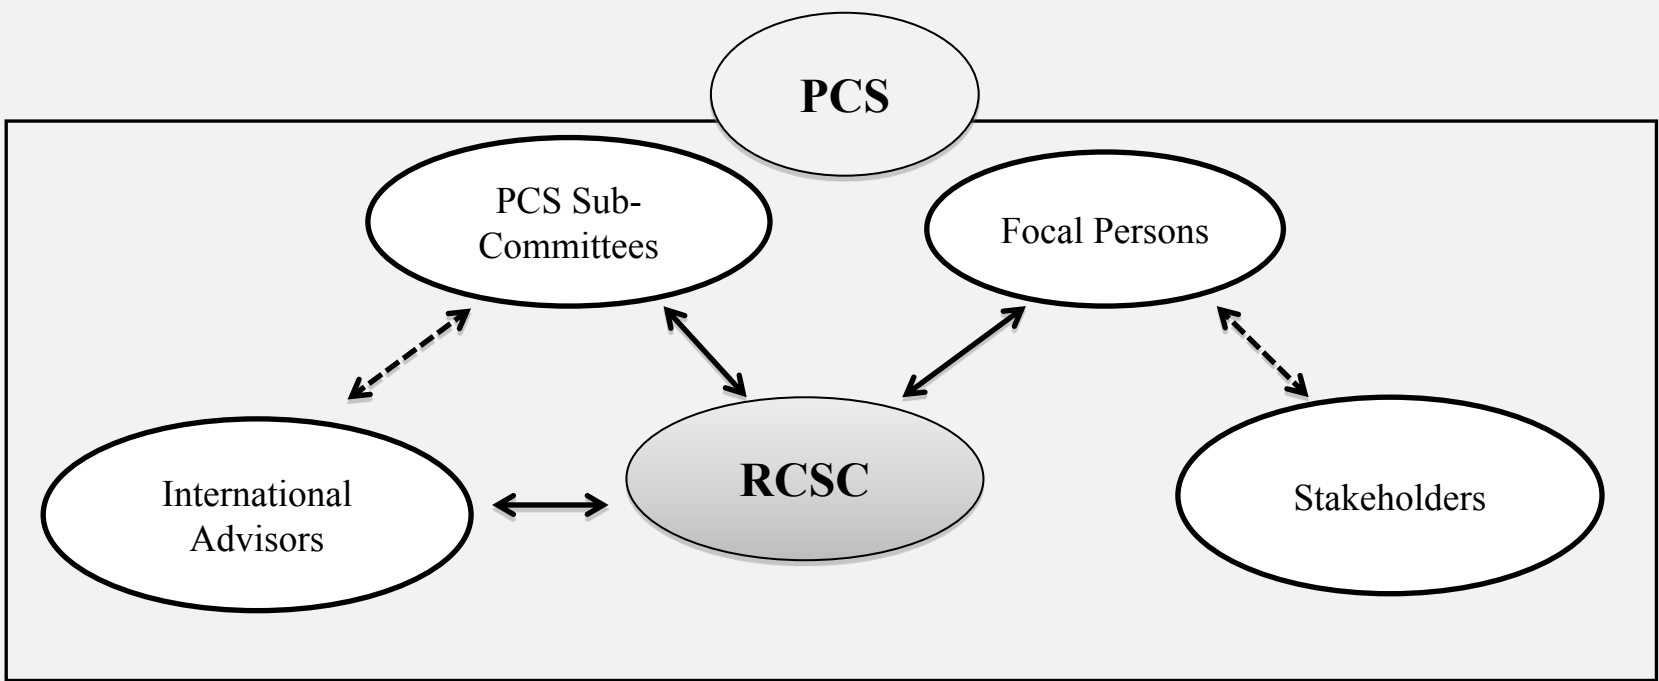 PCS
PCS Sub-
Committees
Focal Persons
International
Advisors
RCSC
Stakeholders